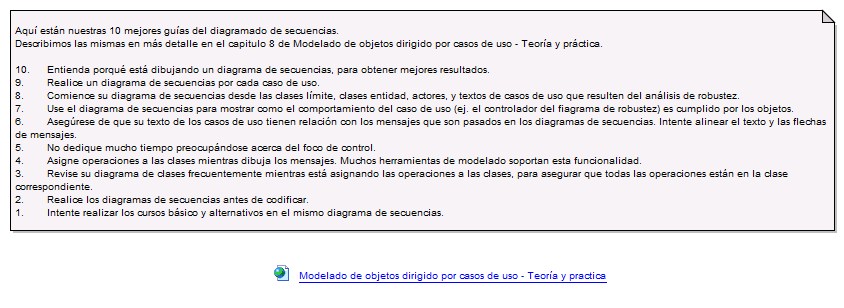 Aquí están nuestras 10 mejores guías del diagramado de secuencias.
Describimos las mismas en más detalle en el capitulo 8 de Modelado de objetos dirigido por casos de uso - Teoría y práctica.
10. Entienda porqué está dibujando un diagrama de secuencias, para obtener mejores resultados.
9. Realice un diagrama de secuencias por cada caso de uso.
8. Comience su diagrama de secuencias desde las clases límite, clases entidad, actores, y textos de casos de uso que resulten del análisis de robustez.
7. Use el diagrama de secuencias para mostrar como el comportamiento del caso de uso (ej. el controlador del fiagrama de robustez) es cumplido por los objetos.
6. Asegúrese de que su texto de los casos de uso tienen relación con los mensajes que son pasados en los diagramas de secuencias. Intente alinear el texto y las flechas
de mensajes.
5. No dedique mucho tiempo preocupándose acerca del foco de control.
4. Asigne operaciones a las clases mientras dibuja los mensajes. Muchos herramientas de modelado soportan esta funcionalidad.
3. Revise su diagrama de clases frecuentemente mientras está asignando las operaciones a las clases, para asegurar que todas las operaciones están en la clase
correspondiente.
2. Realice los diagramas de secuencias antes de codificar.
1. Intente realizar los cursos básico y alternativos en el mismo diagrama de secuencias.
Modelado de objetos dirigido por casos de uso - Teoría y practica